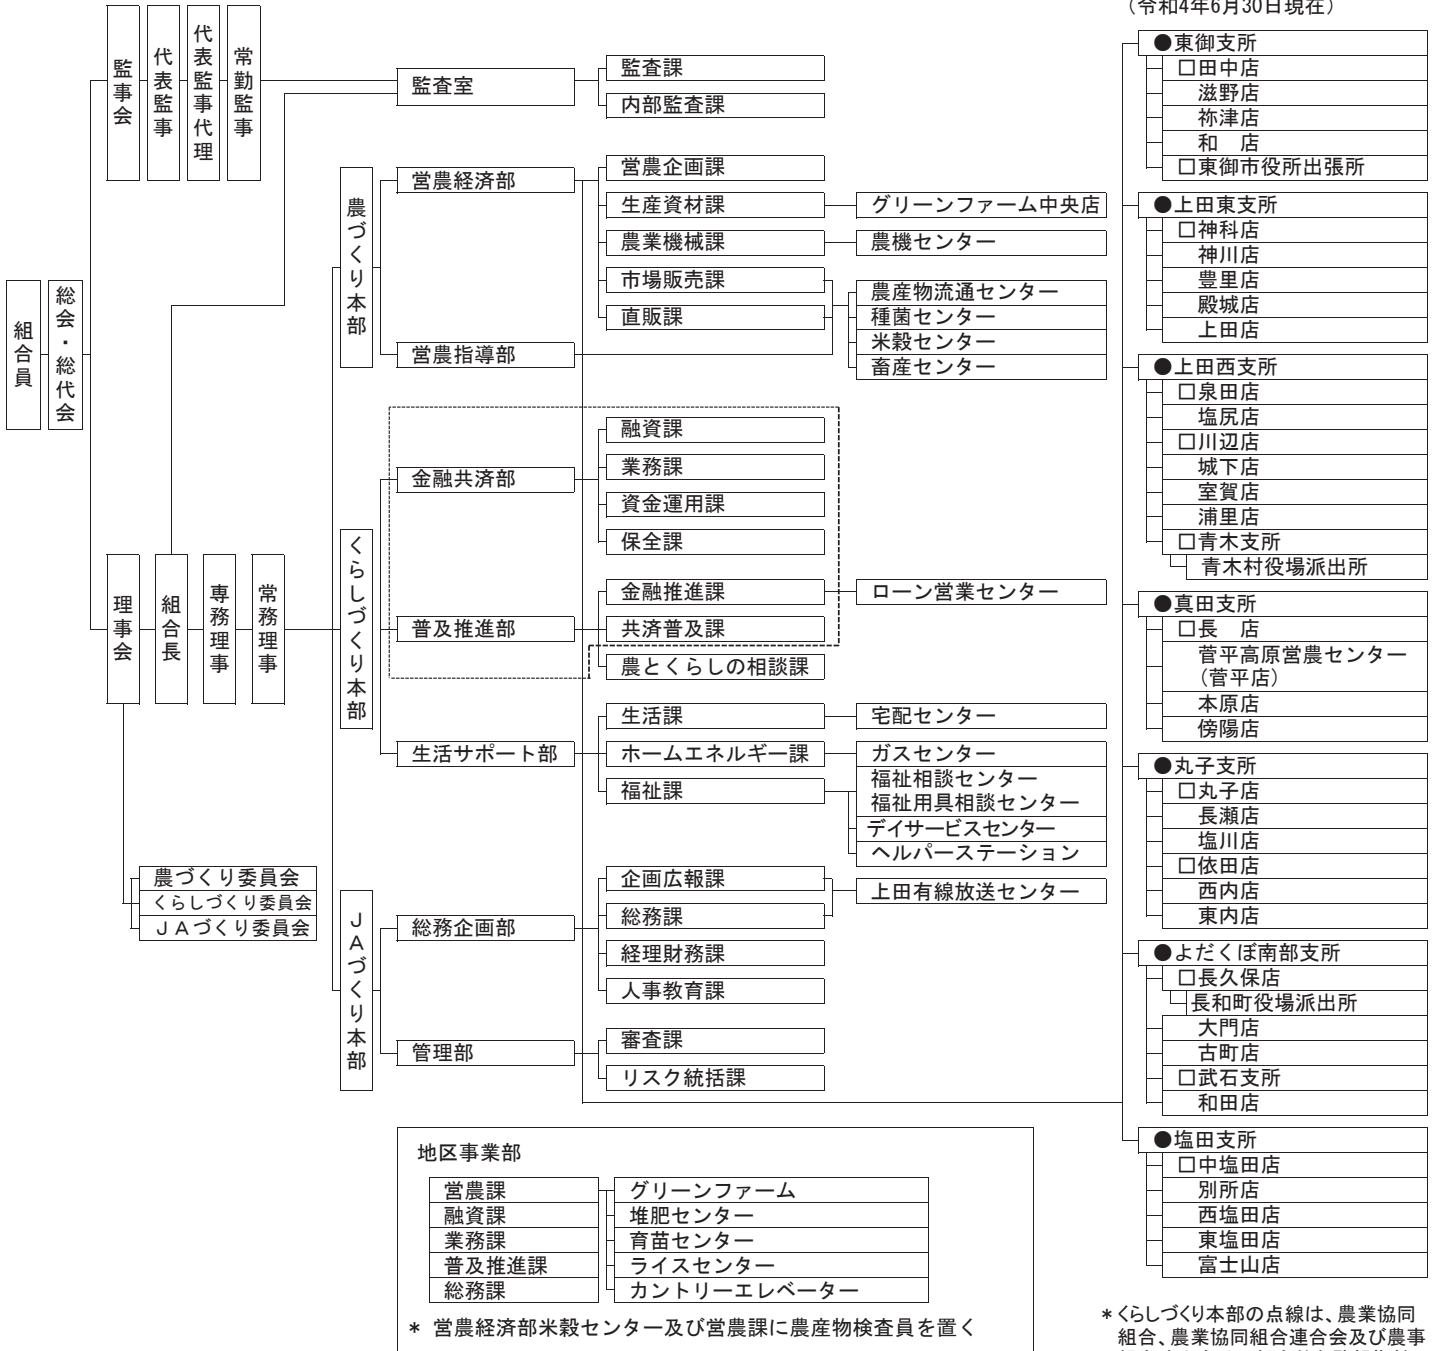 （令和4年6月30日現在）
組合員
総会・総代会
監事会
代表監事
代表監事代理
常勤監事
監査室
監査課
内部監査課
理事会
組合長
専務理事
常務理事
農づくり委員会
くらしづくり委員会
ＪＡづくり委員会
農づくり本部
営農経済部
営農企画課
生産資材課
グリーンファーム中央店
農業機械課
農機センター
市場販売課
直販課
営農指導部
農産物流通センター
種菌センター
米穀センター
畜産センター
くらしづくり本部
金融共済部
融資課
業務課
資金運用課
保全課
普及推進部
金融推進課
ローン営業センター
共済普及課
農とくらしの相談課
生活サポート部
生活課
宅配センター
ホームエネルギー課
ガスセンター
福祉課
福祉相談センター
福祉用具相談センター
デイサービスセンター
ヘルパーステーション
ＪＡづくり本部
総務企画部
企画広報課
総務課
上田有線放送センター
経理財務課
人事教育課
管理部
審査課
リスク統括課
地区事業部
営農課
融資課
業務課
普及推進課
総務課
グリーンファーム
堆肥センター
育苗センター
ライスセンター
カントリーエレベーター
＊ 営農経済部米穀センター及び営農課に農産物検査員を置く
●東御支所
□田中店
滋野店
祢津店
和　店
□東御市役所出張所
●上田東支所
□神科店
神川店
豊里店
殿城店
上田店
●上田西支所
□泉田店
塩尻店
□川辺店
城下店
室賀店
浦里店
□青木支所
青木村役場派出所
●真田支所
□長　店
菅平高原営農センター
（菅平店）
本原店
傍陽店
●丸子支所
□丸子店
長瀬店
塩川店
□依田店
西内店
東内店
●よだくぼ南部支所
□長久保店
長和町役場派出所
大門店
古町店
□武石支所
和田店
●塩田支所
□中塩田店
別所店
西塩田店
東塩田店
富士山店
＊くらしづくり本部の点線は、農業協同
組合、農業協同組合連合会及び農事